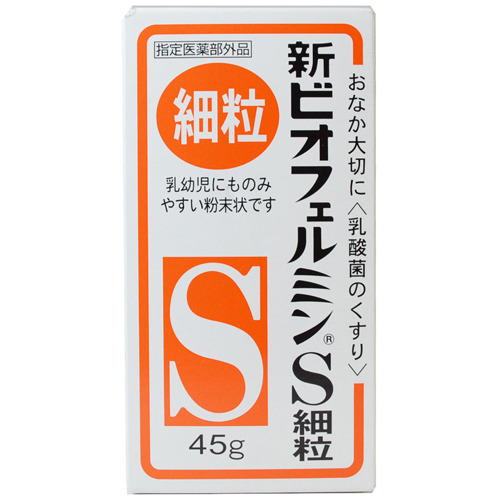 指定医薬部外品
おなか大切に〈乳酸菌のくすり〉
新ビオフェルミン®S細粒
細粒
乳幼児にものみ
やすい粉末状です
S
45g